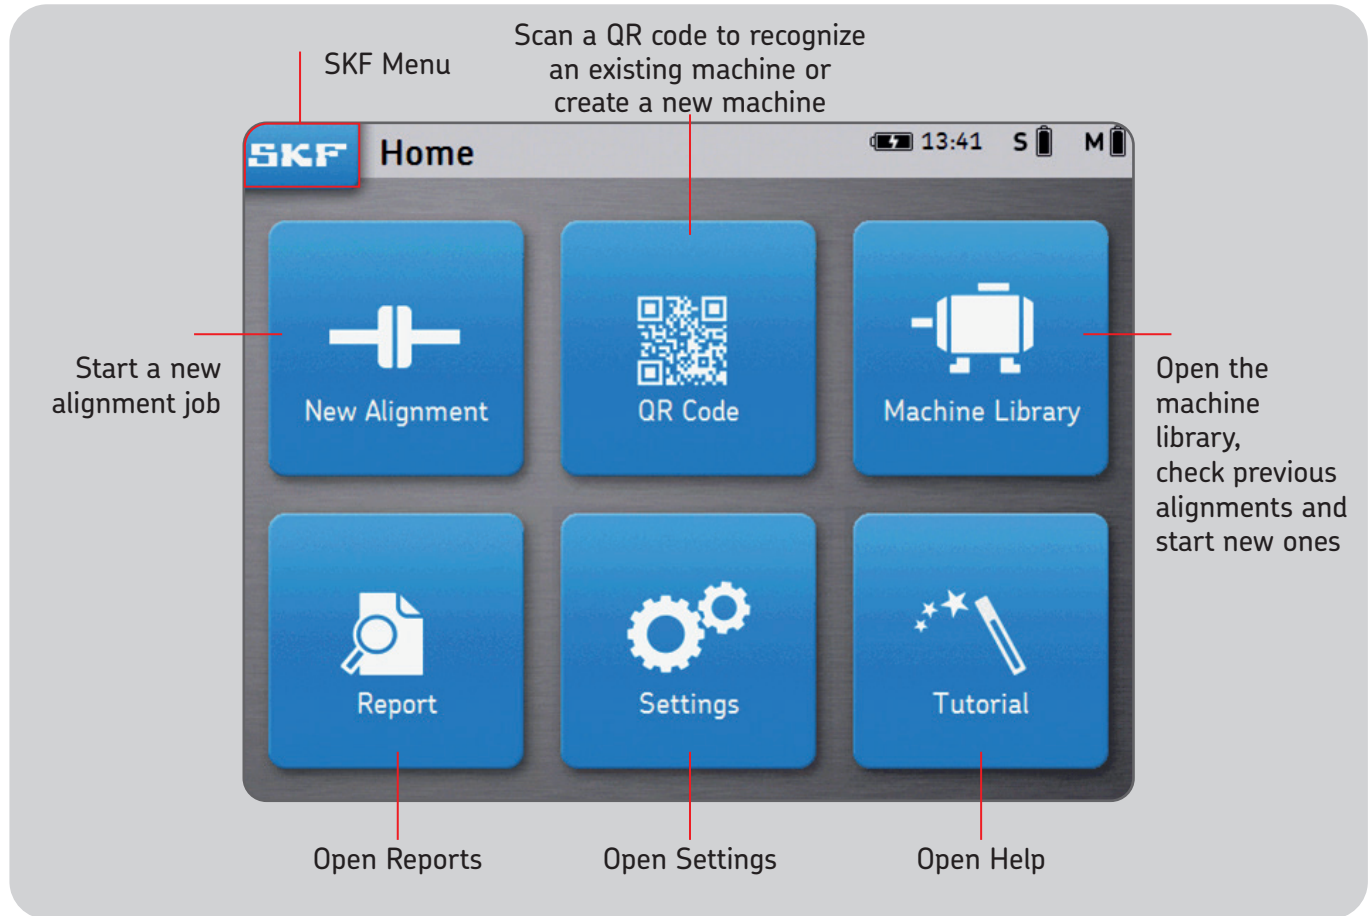 SKF Menu
Scan a QR code to recognize
an existing machine or
create a new machine
SKF
Home
13:41
S
M
Start a new
alignment job
New Alignment
QR Code
Machine Library
Open the
machine
library,
check previous
alignments and
start new ones
Report
Settings
Tutorial
Open Reports
Open Settings
Open Help